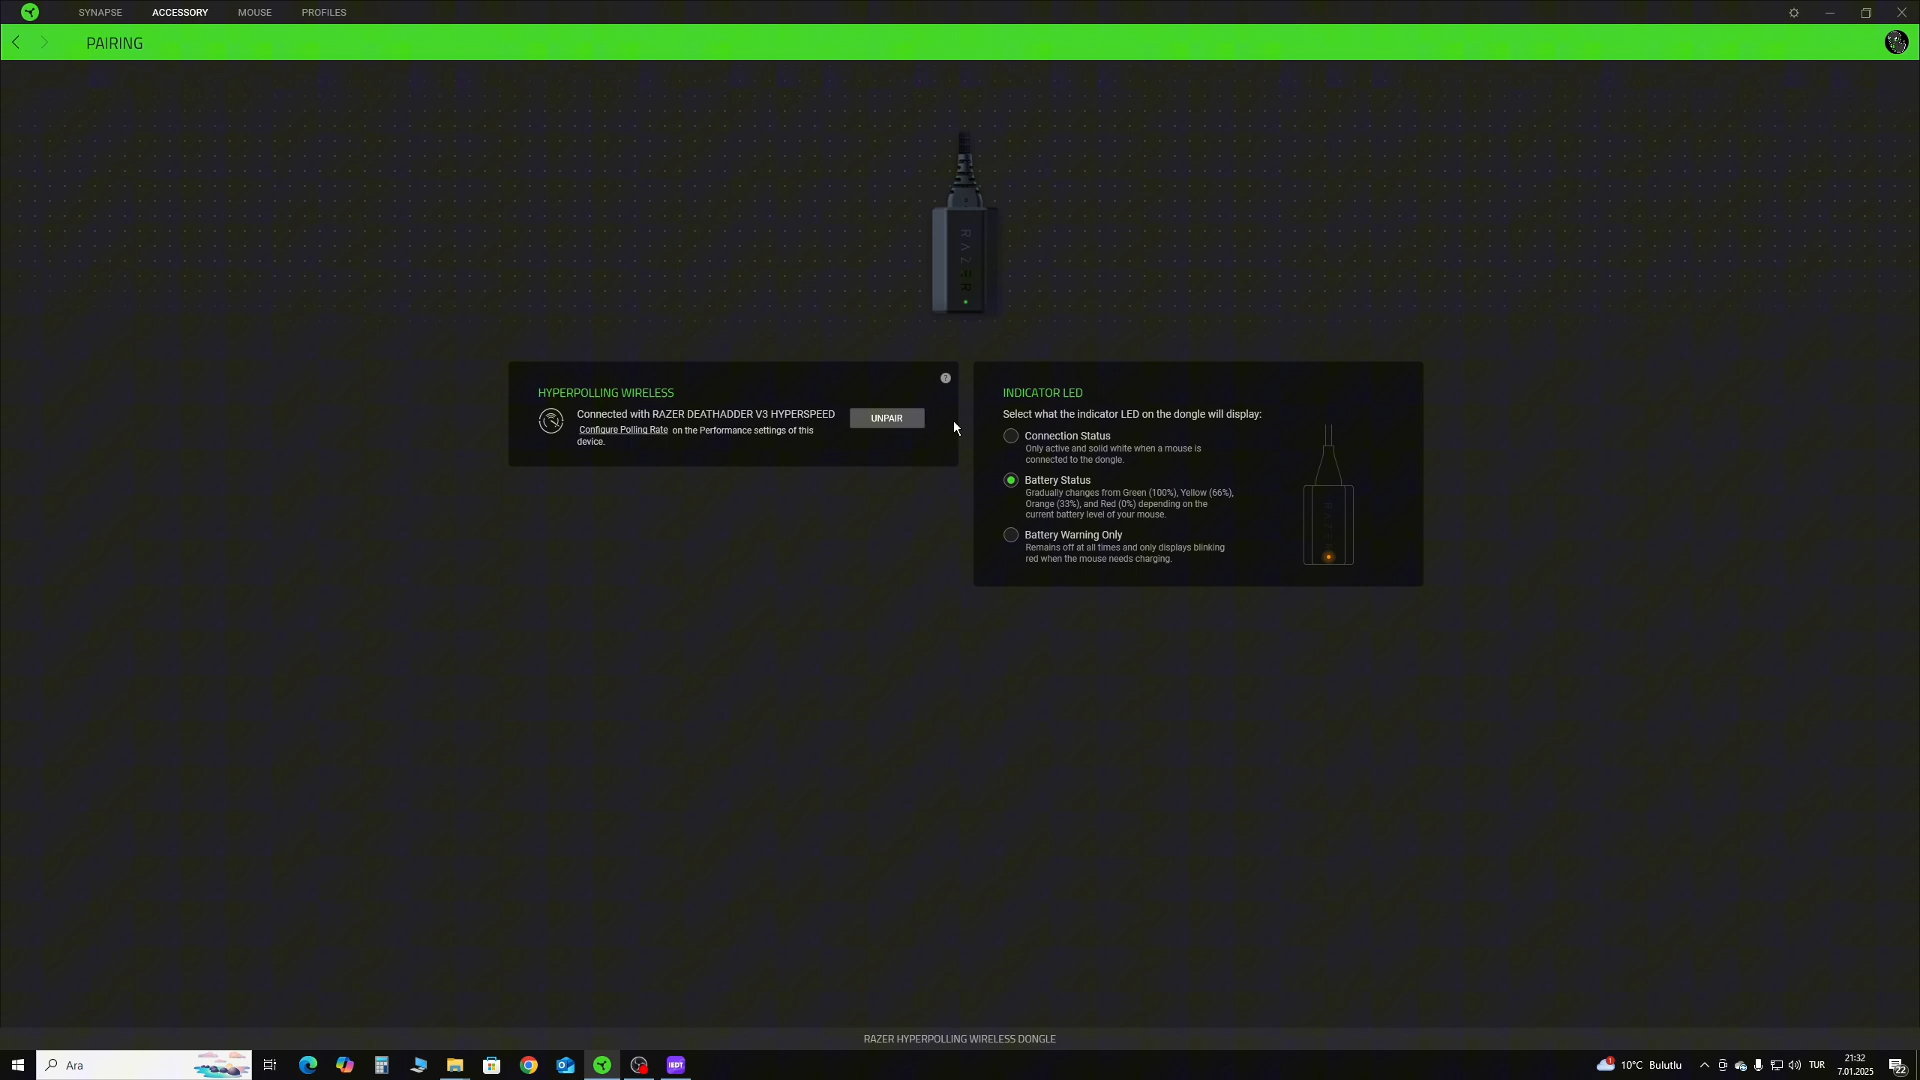 SYNAPSE ACCESSORY MOUSE PROFILES
PAIRING
RAZER
HYPERPOLLING WIRELESS
?
Connected with RAZER DEATHADDER V3 HYPERSPEED
Configure Polling Rate on the Performance settings of this
device.
UNPAIR
INDICATOR LED
Select what the indicator LED on the dongle will display:
Connection Status
Only active and solid white when a mouse is
connected to the dongle.
Battery Status
Gradually changes from Green (100%), Yellow (66%),
Orange (33%), and Red (0%) depending on the
current battery level of your mouse.
Battery Warning Only
Remains off at all times and only displays blinking
red when the mouse needs charging.
RAZER
RAZER HYPERPOLLING WIRELESS DONGLE
Ara
1
10°C Bulutlu
TUR
21:32
7.01.2025
22